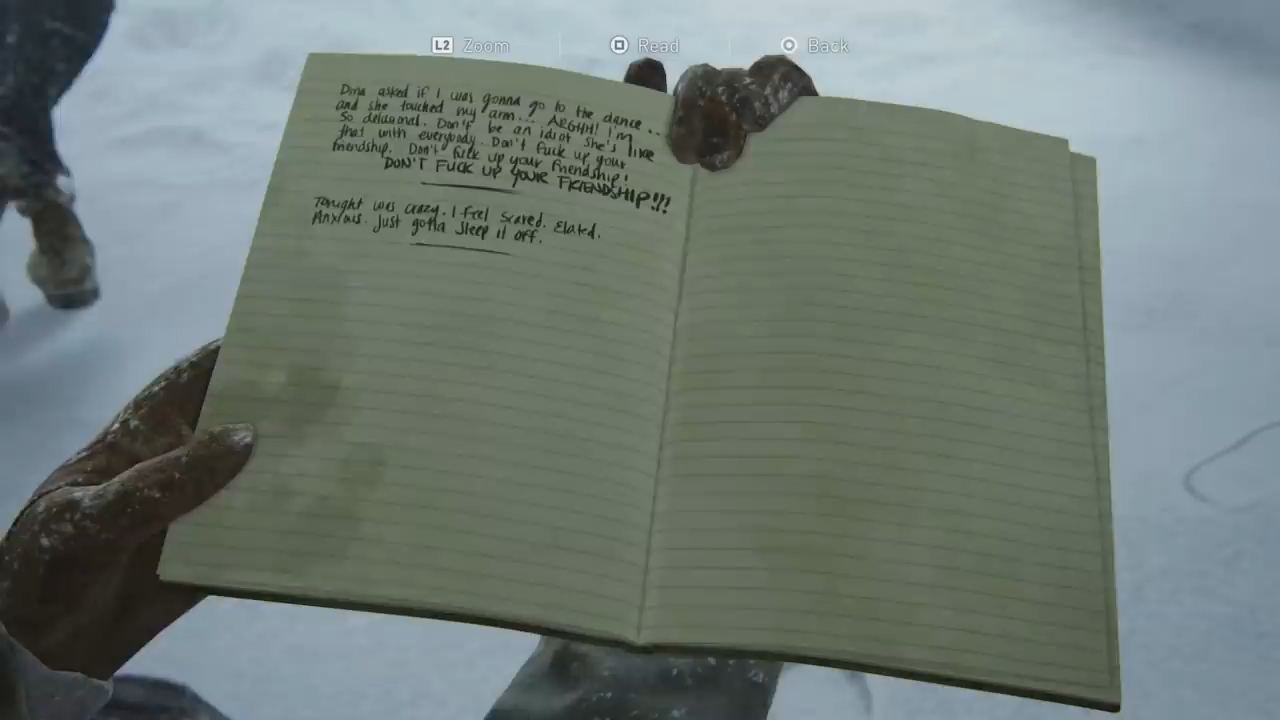 L2 Zoom
Read
Back
Dina asked if I was gonna go to the dance...
and she touched my arm... ARGHH! I'm
so delusional. Don't be an idiot she's like
that with everybody. Don't fuck up your
friendship. Don't fuck up your friendship!
DON'T FUCK UP YOUR FRIENDSHIP!!!
Tonight was crazy. I feel scared. Elated.
Anxious. Just gotta sleep it off.